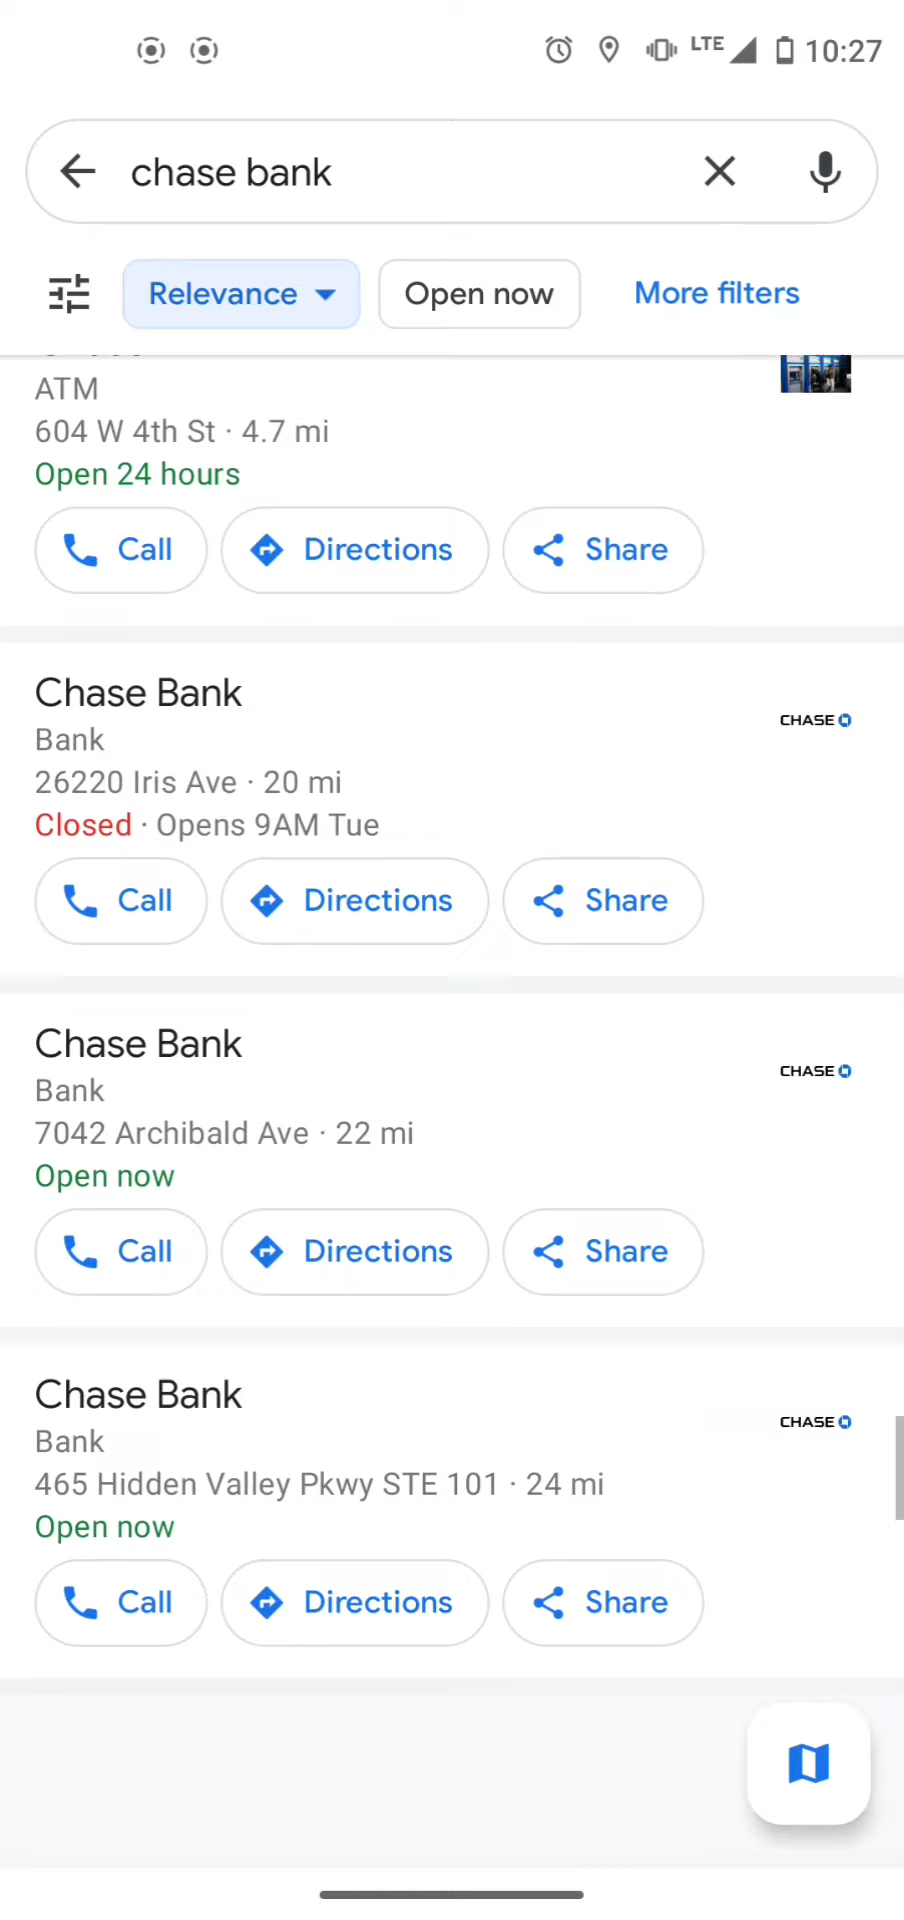 LTE 10:27
chase bank
Relevance Open now More filters
ATM
604 W 4th St · 4.7 mi
Open 24 hours
Call Directions Share
Chase Bank
CHASE
Bank
26220 Iris Ave · 20 mi
Closed · Opens 9AM Tue
Call Directions Share
Chase Bank
CHASE
Bank
7042 Archibald Ave · 22 mi
Open now
Call Directions Share
Chase Bank
CHASE
Bank
465 Hidden Valley Pkwy STE 101 · 24 mi
Open now
Call Directions Share